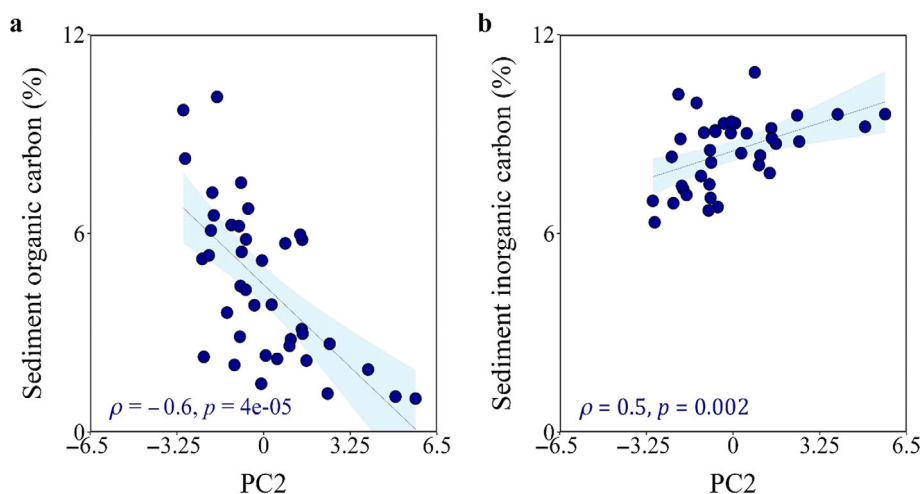 a
12
6
0
Sediment organic carbon (%)
ρ = −0.6, p = 4e-05
−6.5 −3.25 0 3.25 6.5
PC2
b
12
6
0
Sediment inorganic carbon (%)
ρ = 0.5, p = 0.002
−6.5 −3.25 0 3.25 6.5
PC2